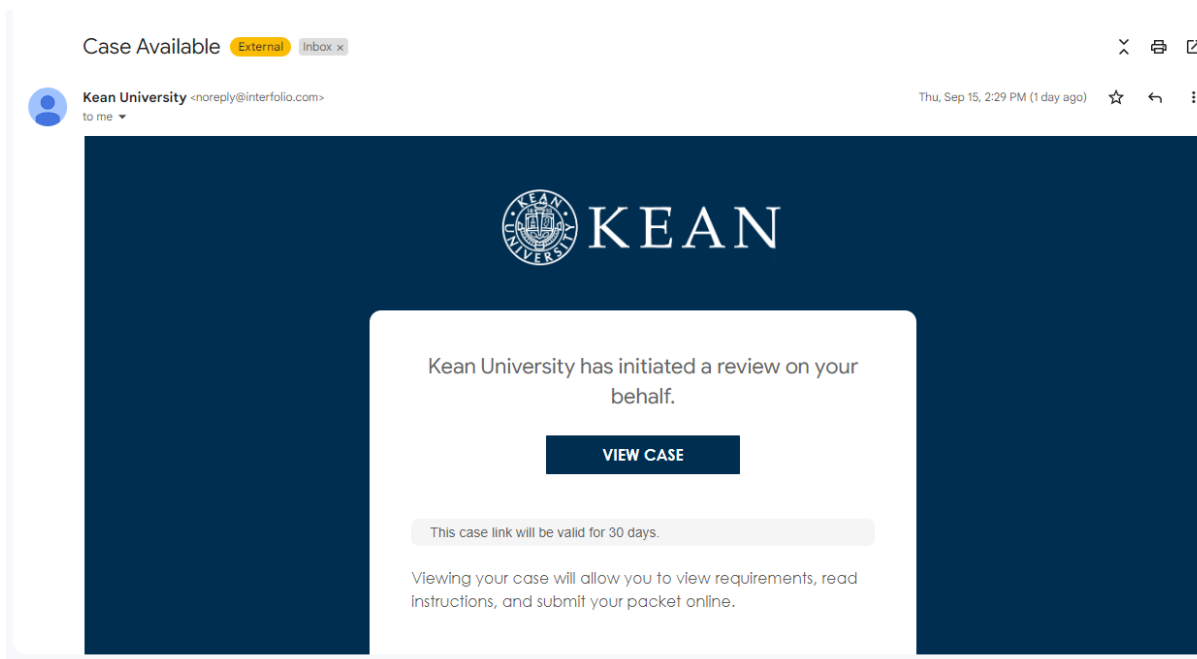 Case Available External Inbox ×
Kean University <noreply@interfolio.com> Thu, Sep 15, 2:29 PM (1 day ago)
to me
KEAN UNIVERSITY
KEAN
Kean University has initiated a review on your
behalf.
VIEW CASE
This case link will be valid for 30 days.
Viewing your case will allow you to view requirements, read
instructions, and submit your packet online.